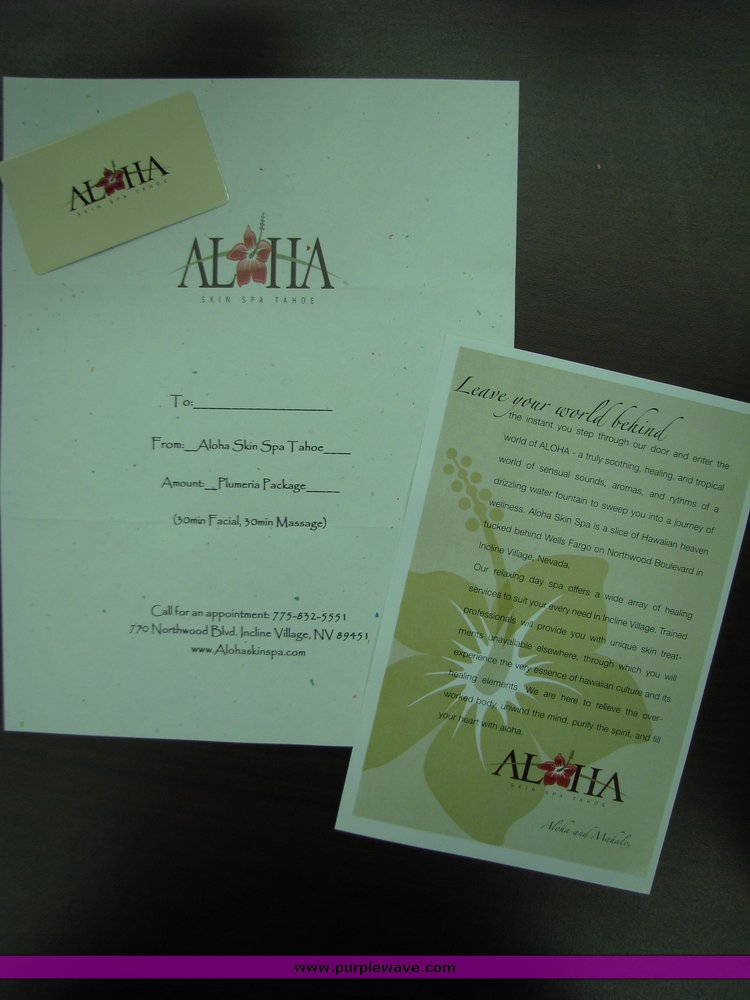 ALOHA
SKIN SPA TAHOE
ALOHA
SKIN SPA TAHOE
To:____________________
From:__Aloha Skin Spa Tahoe____
Amount:__Plumeria Package_____
(30min Facial, 30min Massage)
Call for an appointment: 775-832-5551
770 Northwood Blvd. Incline Village, NV 89451
www.Alohaskinspa.com
Leave your world behind
the instant you step through our door and enter the
world of ALOHA - a truly soothing, healing, and tropical
world of sensual sounds, aromas, and rythms of a
drizzling water fountain to sweep you into a journey of
wellness. Aloha Skin Spa is a slice of Hawaiian heaven
tucked behind Wells Fargo on Northwood Boulevard in
Incline Village, Nevada.
Our relaxing day spa offers a wide array of healing
services to suit your every need in Incline Village. Trained
professionals will provide you with unique skin treat-
ments unavailable elsewhere, through which you will
experience the very essence of hawaiian culture and its
healing elements. We are here to relieve the over-
worked body, unwind the mind, purify the spirit, and fill
your heart with aloha.
ALOHA
SKIN SPA TAHOE
Aloha and Mahalo,
www.purplewave.com